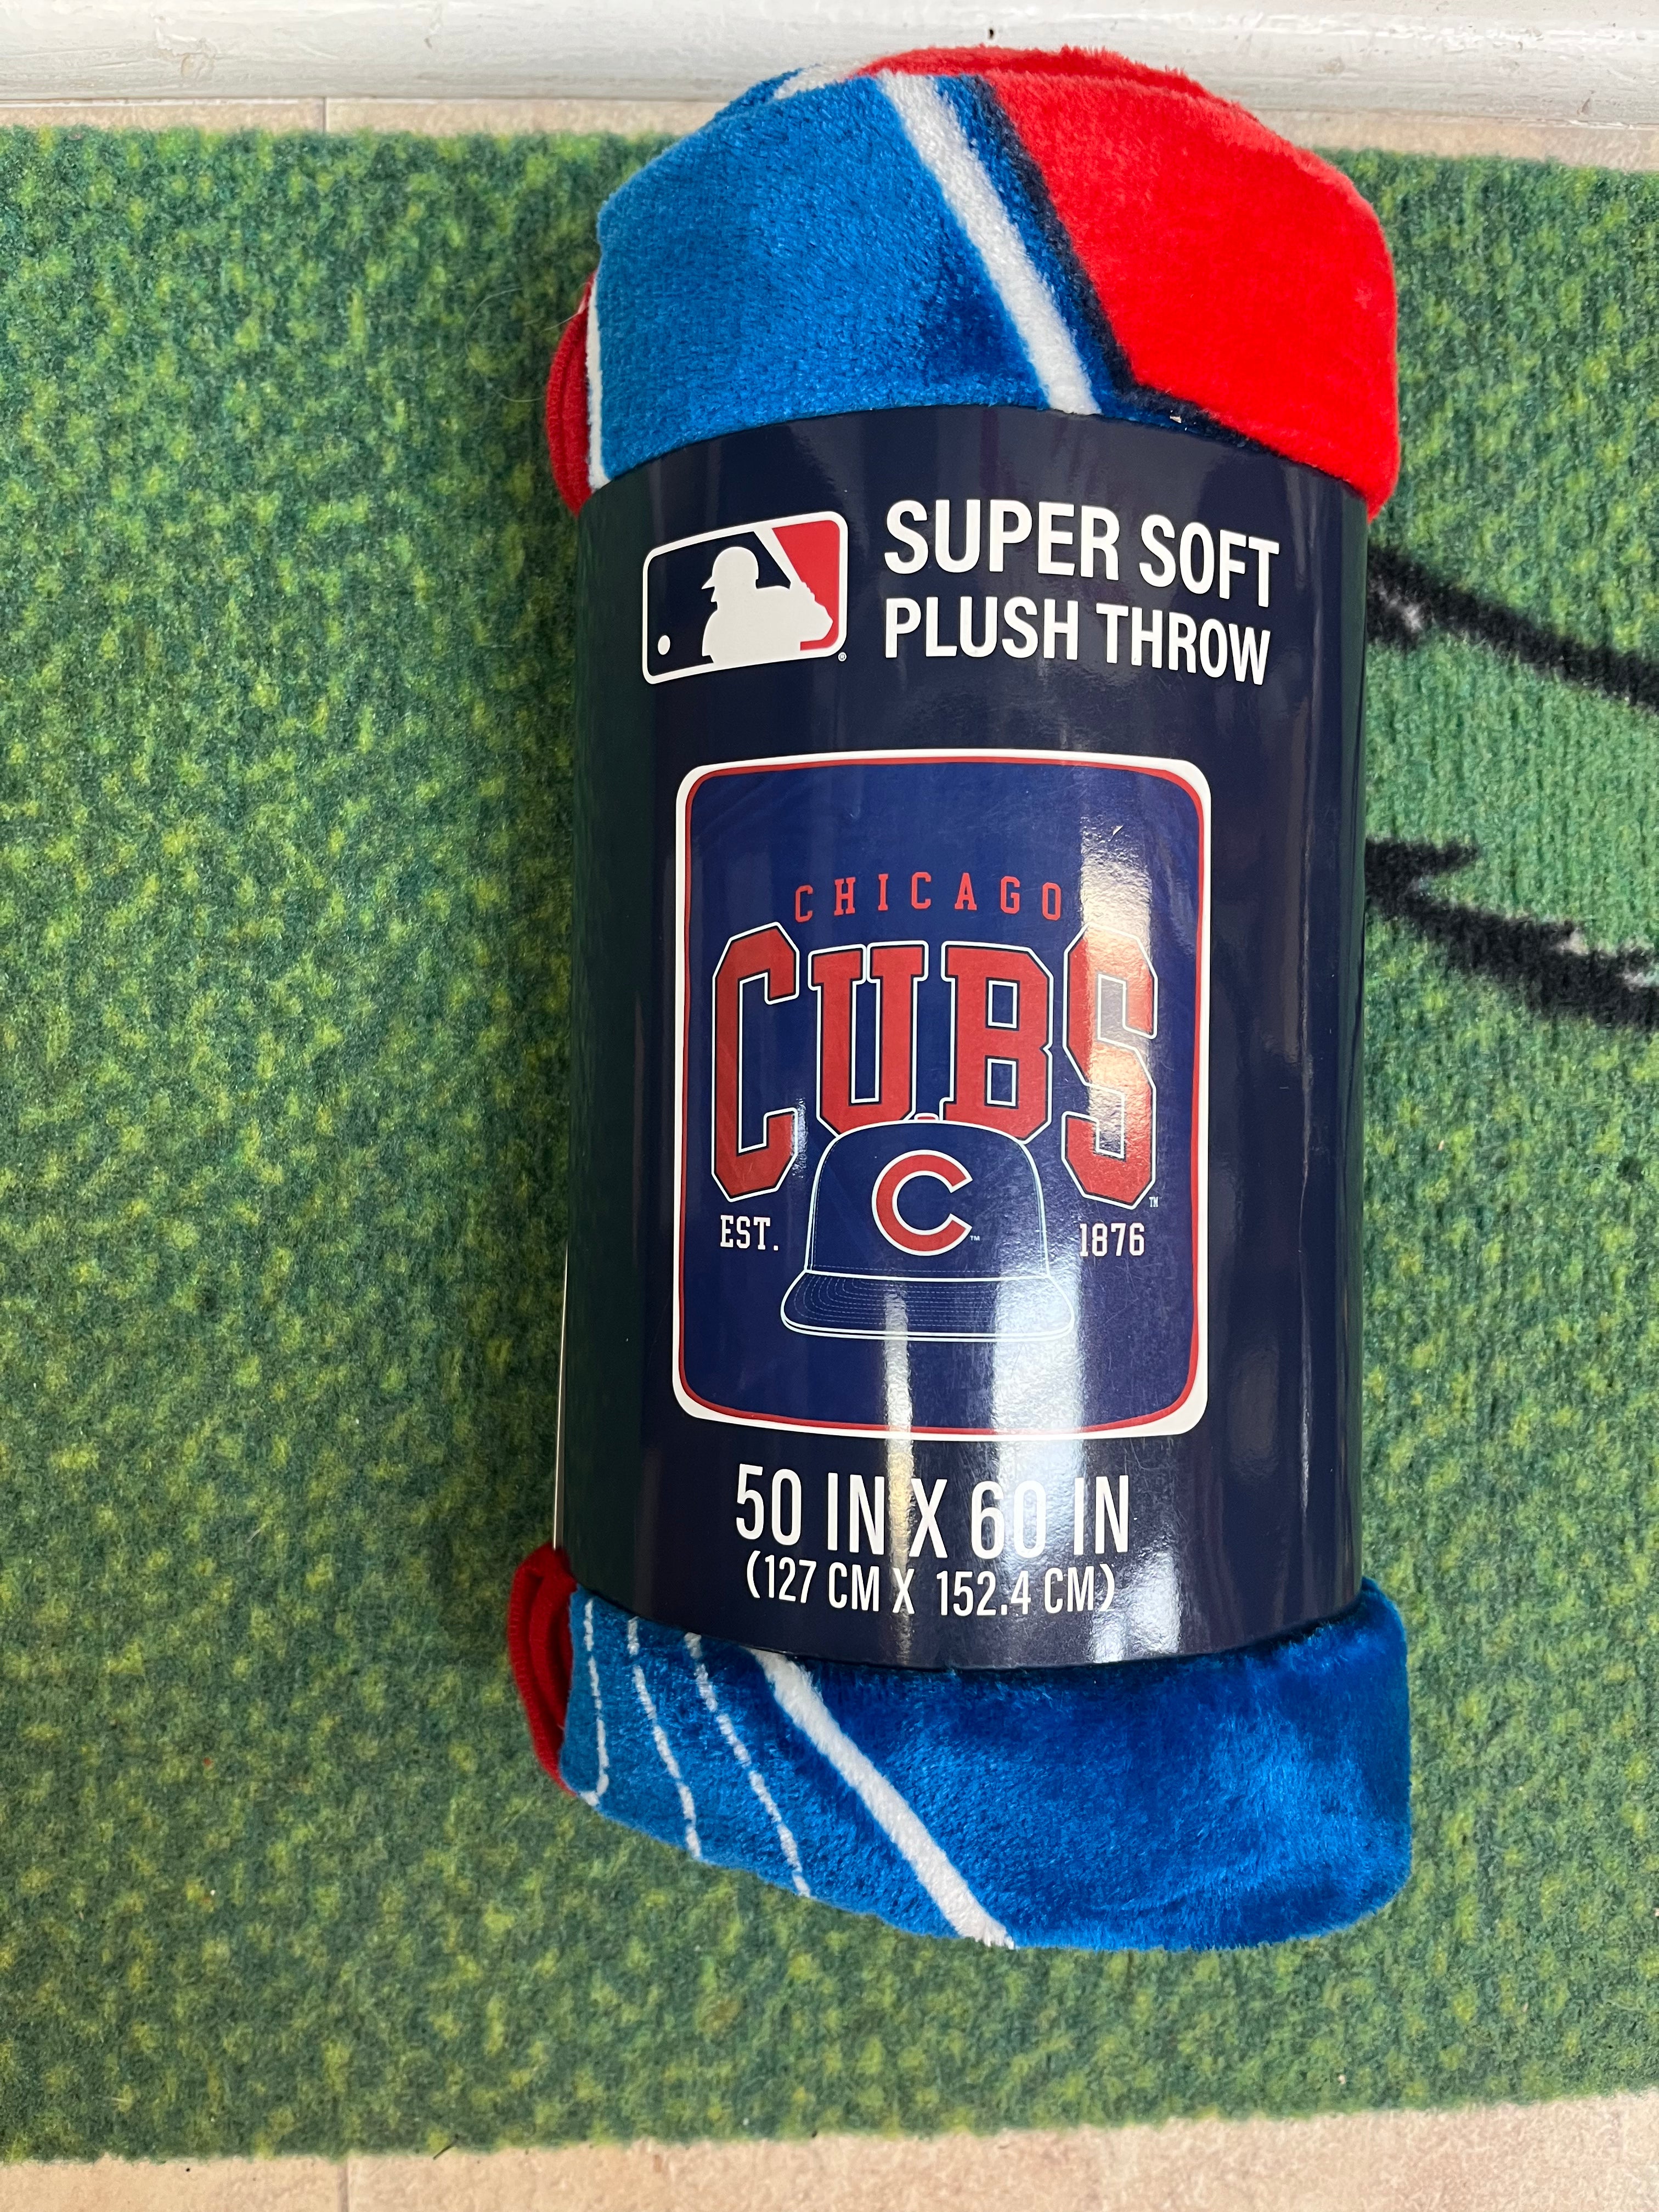 SUPER SOFT
PLUSH THROW
CHICAGO
CUBS
C
EST. 1876
50 IN X 60 IN
(127 CM X 152.4 CM)